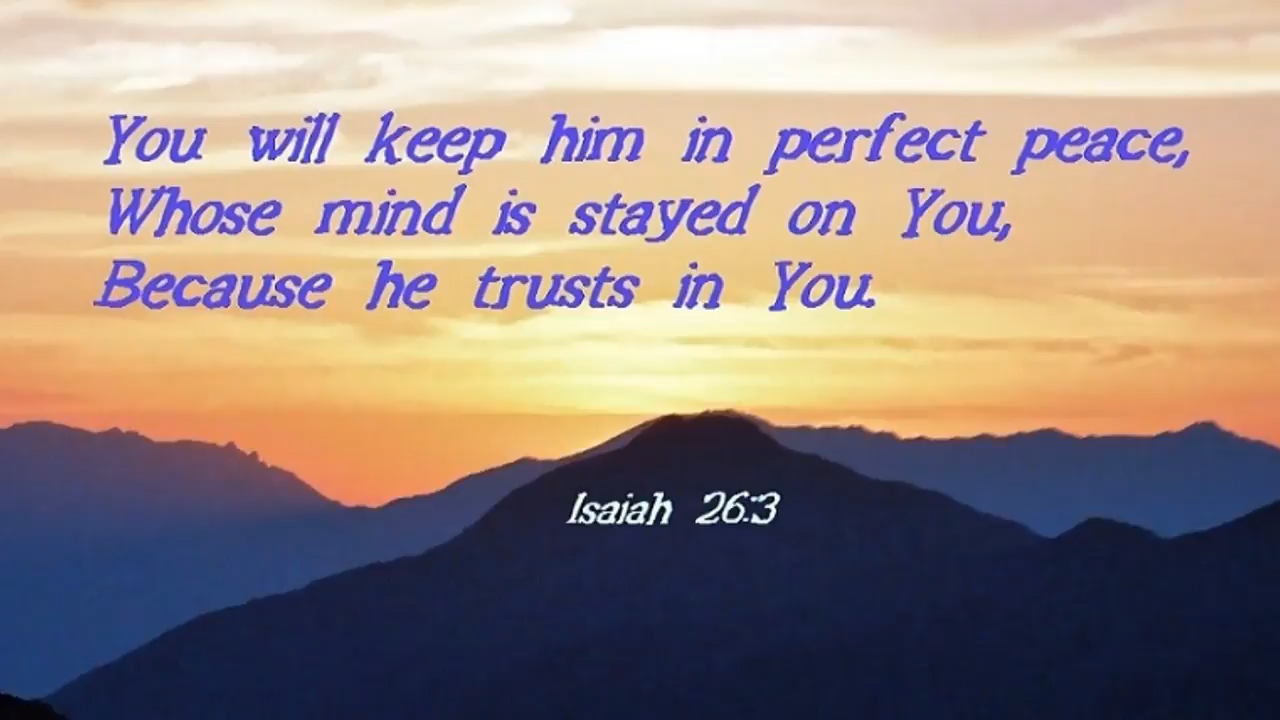 You will keep him in perfect peace,
Whose mind is stayed on You,
Because he trusts in You.
Isaiah 26:3